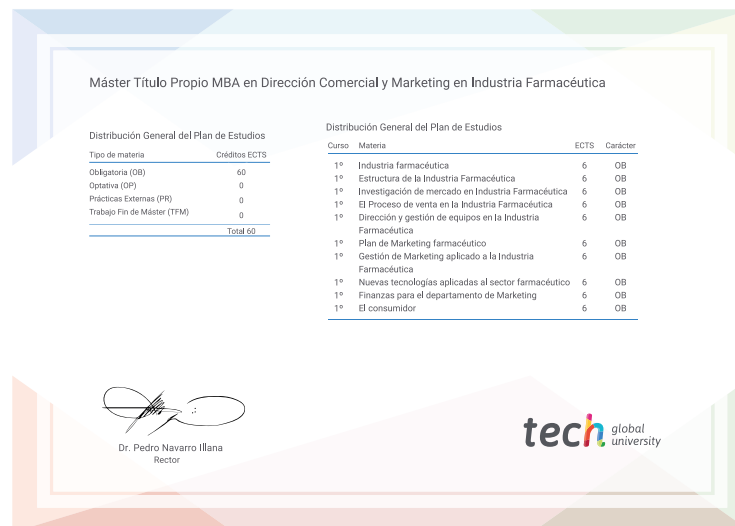 Máster Título Propio MBA en Dirección Comercial y Marketing en Industria Farmacéutica
Distribución General del Plan de Estudios
Tipo de materia Créditos ECTS
Obligatoria (OB) 60
Optativa (OP) 0
Prácticas Externas (PR) 0
Trabajo Fin de Máster (TFM) 0
Total 60
Distribución General del Plan de Estudios
Curso Materia ECTS Carácter
1º Industria farmacéutica 6 OB
1º Estructura de la Industria Farmacéutica 6 OB
1º Investigación de mercado en Industria Farmacéutica 6 OB
1º El Proceso de venta en la Industria Farmacéutica 6 OB
1º Dirección y gestión de equipos en la Industria 6 OB
Farmacéutica
1º Plan de Marketing farmacéutico 6 OB
1º Gestión de Marketing aplicado a la Industria 6 OB
Farmacéutica
1º Nuevas tecnologías aplicadas al sector farmacéutico 6 OB
1º Finanzas para el departamento de Marketing 6 OB
1º El consumidor 6 OB
Dr. Pedro Navarro Illana
Rector
tech global
university